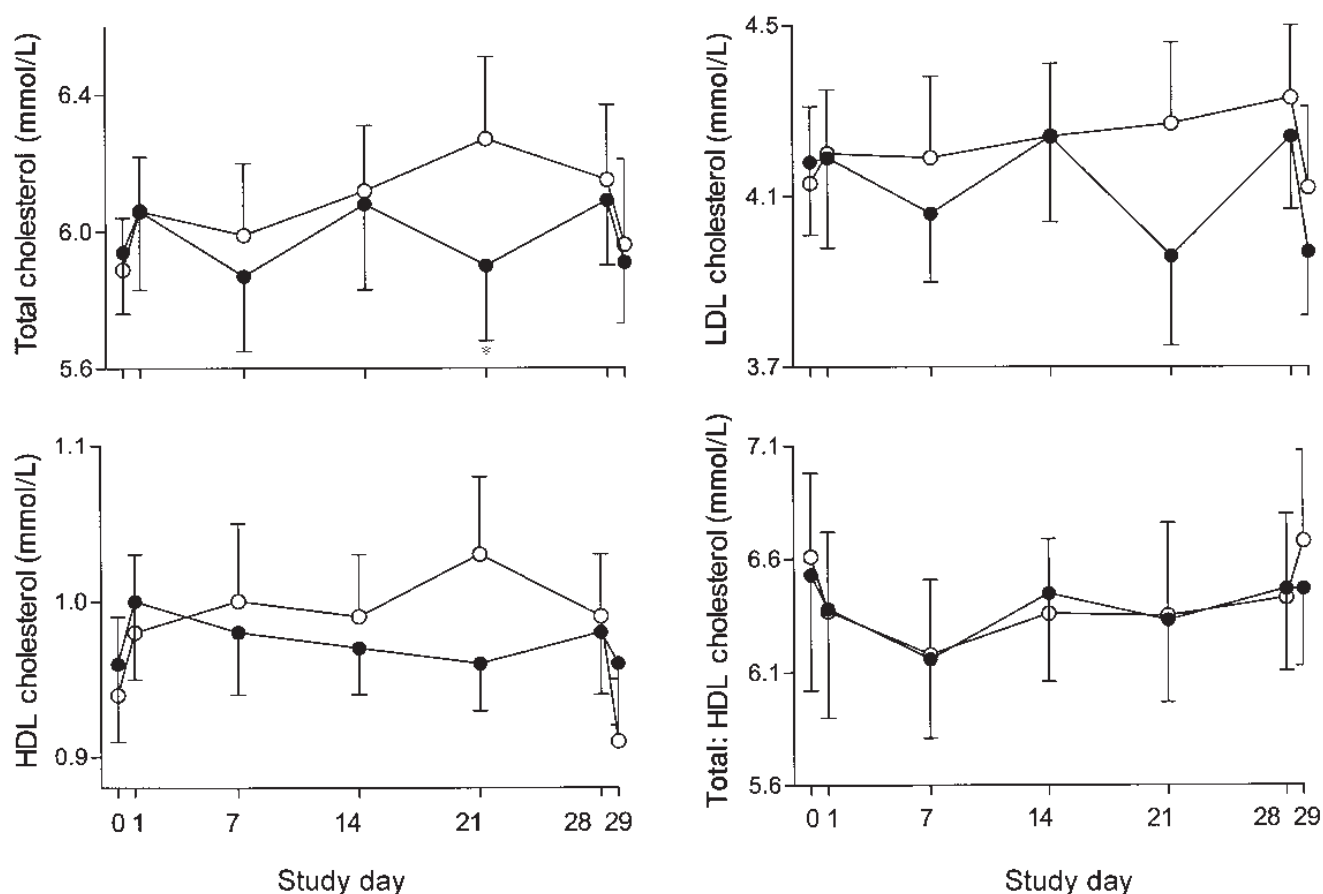 Total cholesterol (mmol/L)
6.4
6.0
5.6
*
LDL cholesterol (mmol/L)
4.5
4.1
3.7
HDL cholesterol (mmol/L)
1.1
1.0
0.9
0 1 7 14 21 28 29
Study day
Total: HDL cholesterol (mmol/L)
7.1
6.6
6.1
5.6
0 1 7 14 21 28 29
Study day